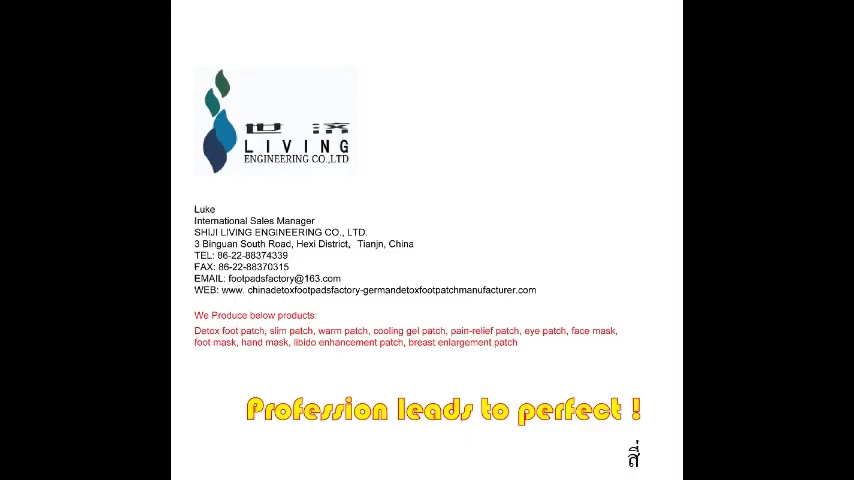 世 济
LIVING
ENGINEERING CO.,LTD
Luke
International Sales Manager
SHIJI LIVING ENGINEERING CO., LTD.
3 Binguan South Road, Hexi District, Tianjn, China
TEL: 86-22-88374339
FAX: 86-22-88370315
EMAIL: footpadsfactory@163.com
WEB: www. chinadetoxfootpadsfactory-germandetoxfootpatchmanufacturer.com
We Produce below products:
Detox foot patch, slim patch, warm patch, cooling gel patch, pain-relief patch, eye patch, face mask,
foot mask, hand mask, libido enhancement patch, breast enlargement patch
Profession leads to perfect !
สี่